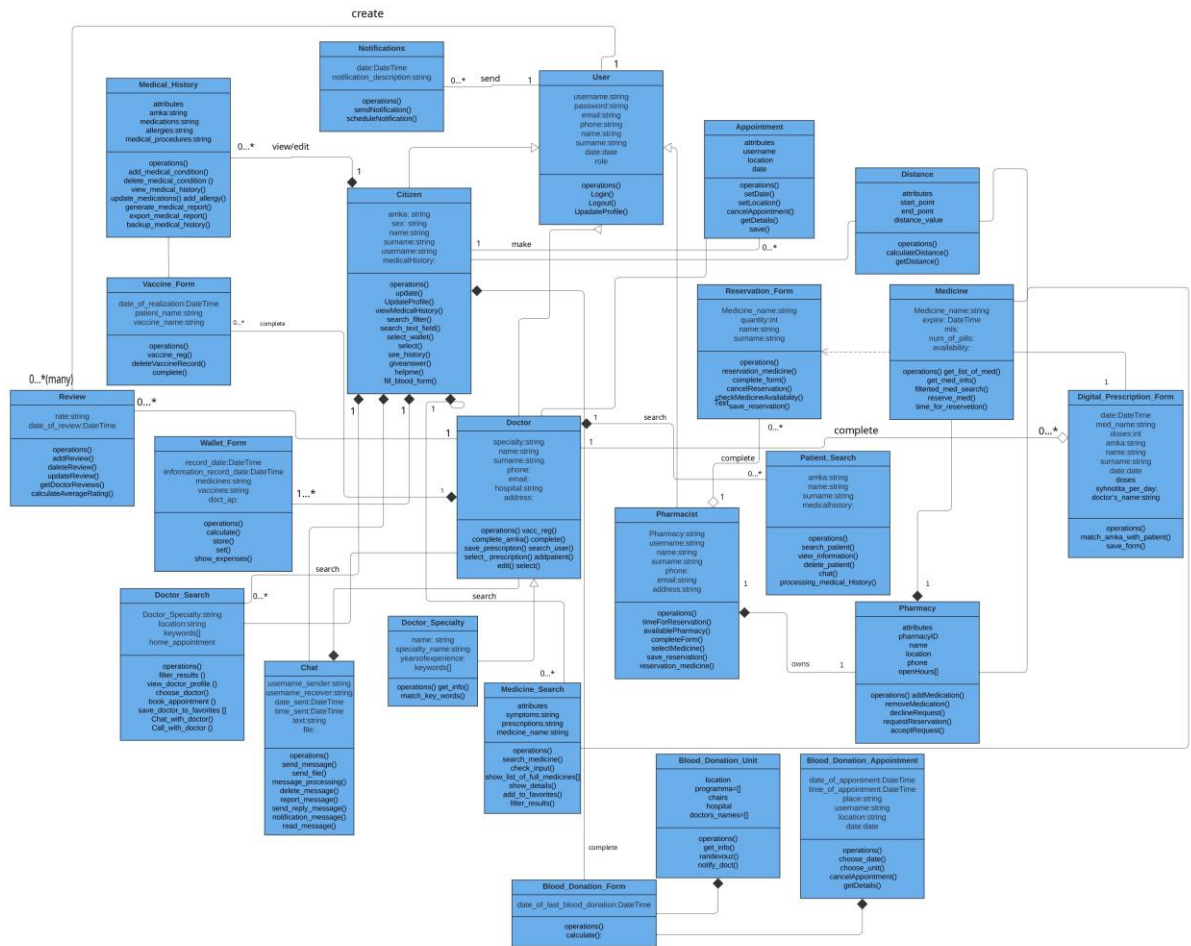 create
Notifications
date:DateTime
notification_description:string
operations()
sendNotification()
scheduleNotification()
0...*
send
1
1
User
username:string
password:string
email:string
phone:string
name:string
surname:string
date:date
role
operations()
Login()
Logout()
UpadateProfile()
Medical_History
attributes
amka:string
medications:string
allergies:string
medical_procedures:string
operations()
add_medical_condition()
delete_medical_condition ()
view_medical_history()
update_medications() add_allergy()
generate_medical_report()
export_medical_report()
backup_medical_history()
0...*
view/edit
1
Appointment
attributes
username
location
date
operations()
setDate()
setLocation()
cancelAppointment()
getDetails()
save()
Distance
attributes
start_point
end_point
distance_value
operations()
calculateDistance()
getDistance()
Citizen
amka: string
sex: string
name:string
surname:string
username:string
medicalHistory:
operations()
update()
UpdateProfile()
viewMedicalHistory()
search_filter()
search_text_field()
select_wallet()
select()
see_history()
giveanswer()
helpme()
fill_blood_form()
1
make
0...*
Vaccine_Form
date_of_realization:DateTime
patient_name:string
vaccine_name:string
operations()
vaccine_reg()
deleteVaccineRecord()
complete()
0...*
complete
Reservation_Form
Medicine_name:string
quantity:int
name:string
surname:string
operations()
reservation_medicine()
complete_form()
cancelReservation()
checkMedicineAvailability()
Text
save_reservation()
0...*
Medicine
Medicine_name:string
expire: DateTime
mls:
num_of_pills:
availability:
operations() get_list_of_med()
get_med_info()
filterted_med_search()
reserve_med()
time_for_reservetion()
1
Digital_Prescription_Form
date:DateTime
med_name:string
doses:int
amka:string
name:string
surname:string
date:date
doses
syhnotita_per_day:
doctor's_name:string
operations()
match_amka_with_patient()
save_form()
0...*(many)
Review
rate:string
date_of_review:DateTime
operations()
addReview()
daleteReview()
updateReview()
getDoctorReviews()
calculateAverageRating()
0...*
1
1
1
1
1
search
1
complete
0...*
Doctor
specialty:string
name:string
surname:string
phone:
email:
hospital:string
address:
operations() vacc_reg()
complete_amka() complete()
save_prescription() search_user()
select_ prescription() addpatient()
edit() select()
1
Wallet_Form
record_date:DateTime
information_record_date:DateTime
medicines:string
vaccines:string
doct_ap:
operations()
calculate()
store()
set()
show_expenses()
1...*
complete
1
0...*
Patient_Search
amka:string
name:string
surname:string
medicalhistory:
operations()
search_patient()
view_information()
delete_patient()
chat()
processing_medical_History()
Pharmacist
Pharmacy:string
username:string
name:string
surname:string
phone:
email:string
address:string
operations()
timeForReservation()
availablePharmacy()
completeForm()
selectMedicine()
save_reservation()
reservation_medicine()
1
owns
1
1
Pharmacy
attributes
pharmacyID
name
location
phone
openHours[]
operations() addMedication()
removeMedication()
declineRequest()
requestReservation()
acceptRequest()
search
0...*
Doctor_Search
Doctor_Specialty:string
location:string
keywords[]
home_appointment
operations()
filter_results ()
view_doctor_profile ()
choose_doctor()
book_appointment ()
save_doctor_to_favorites []
Chat_with_doctor()
Call_with_doctor ()
search
Doctor_Specialty
name: string
specialty_name:string
yearsofexperience:
keywords[]
operations() get_info()
match_key_words()
Chat
username_sender:string
username_receiver:string
date_sent:DateTime
time_sent:DateTime
text:string
file:
operations()
send_message()
send_file()
message_processing()
delete_message()
report_message()
send_reply_message()
notification_message()
read_message()
0...*
Medicine_Search
attributes
symptoms:string
prescriptions:string
medicine_name:string
operations()
search_medicine()
check_input()
show_list_of_full_medicines[]
show_details()
add_to_favorites()
filter_results()
Blood_Donation_Unit
location
programma=[]
chairs
hospital
doctors_names=[]
operations()
get_info()
randevouz()
notify_doct()
Blood_Donation_Appointment
date_of_appontment:DateTime
time_of_appointment:DateTime
place:string
username:string
location:string
date:date
operations()
choose_date()
choose_unit()
cancelAppointment()
getDetails()
complete
Blood_Donation_Form
date_of_last_blood_donation:DateTime
operations()
calculate():